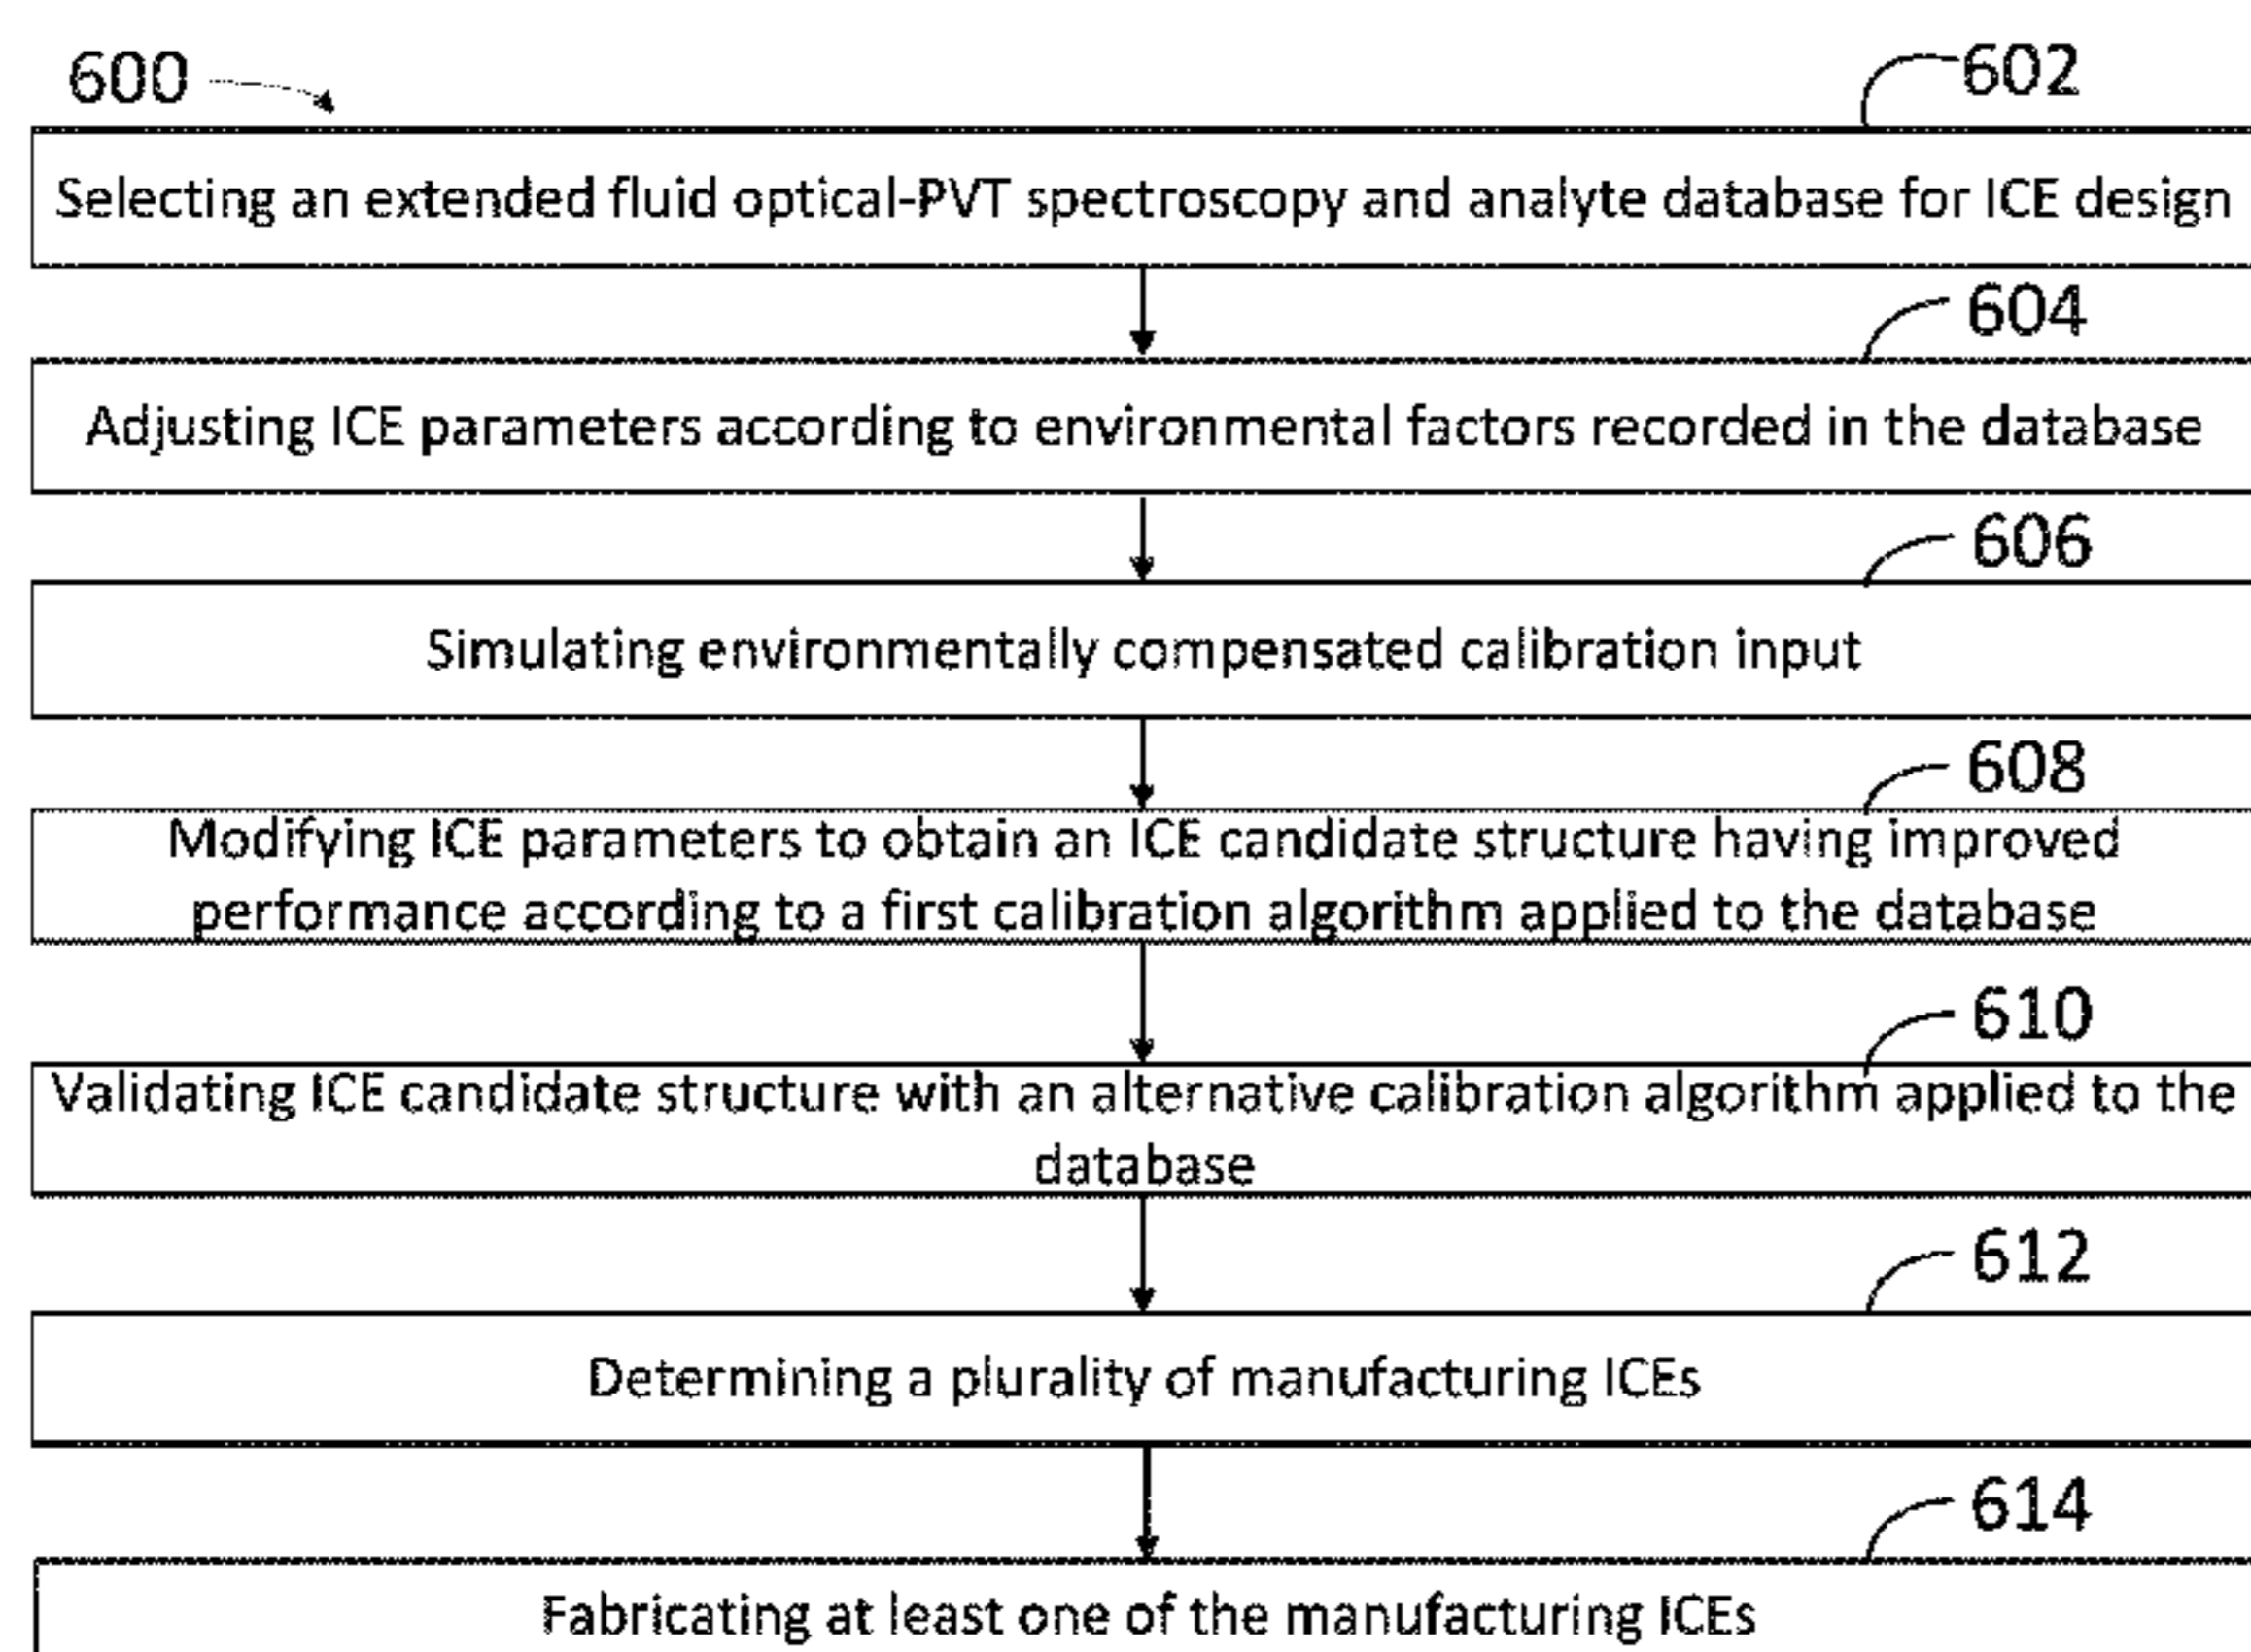 600
602
Selecting an extended fluid optical-PVT spectroscopy and analyte database for ICE design
604
Adjusting ICE parameters according to environmental factors recorded in the database
606
Simulating environmentally compensated calibration input
608
Modifying ICE parameters to obtain an ICE candidate structure having improved
performance according to a first calibration algorithm applied to the database
610
Validating ICE candidate structure with an alternative calibration algorithm applied to the
database
612
Determining a plurality of manufacturing ICEs
614
Fabricating at least one of the manufacturing ICEs